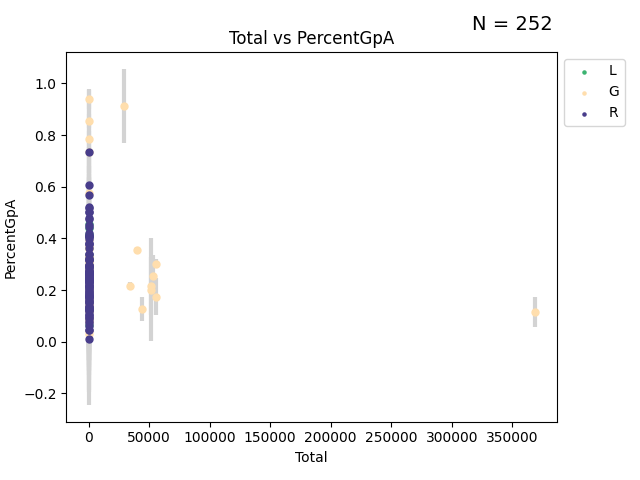 N = 252
Total vs PercentGpA
L
G
R
PercentGpA
1.0
0.8
0.6
0.4
0.2
0.0
−0.2
0 50000 100000 150000 200000 250000 300000 350000
Total